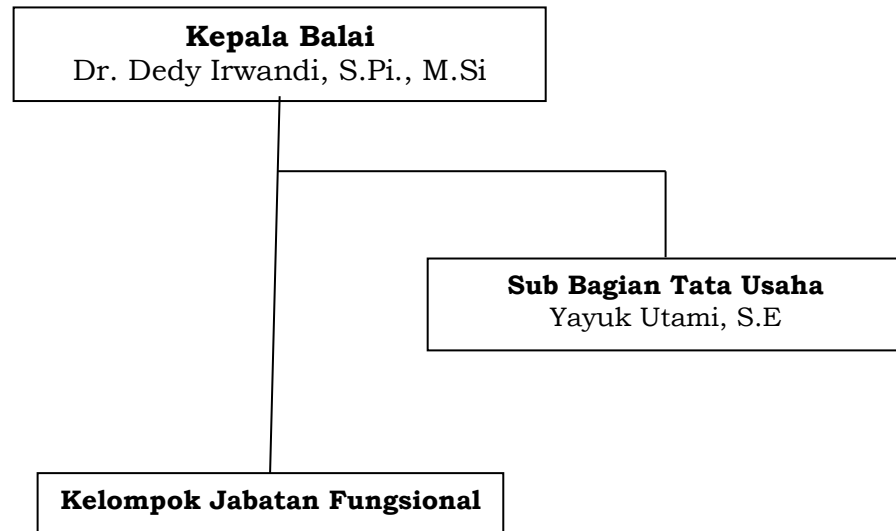 Kepala Balai
Dr. Dedy Irwandi, S.Pi., M.Si
Sub Bagian Tata Usaha
Yayuk Utami, S.E
Kelompok Jabatan Fungsional